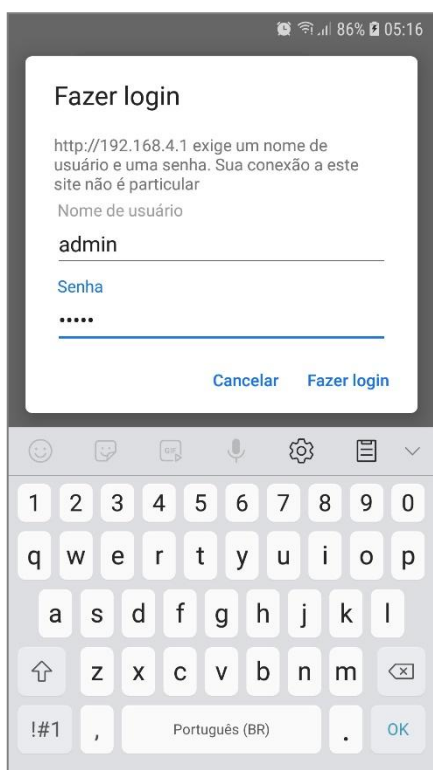 86% 05:16
Fazer login
http://192.168.4.1 exige um nome de
usuário e uma senha. Sua conexão a este
site não é particular
Nome de usuário
admin
Senha
•••••
Cancelar Fazer login
GIF
1 2 3 4 5 6 7 8 9 0
q w e r t y u i o p
a s d f g h j k l
z x c v b n m
!#1 , Português (BR) . OK